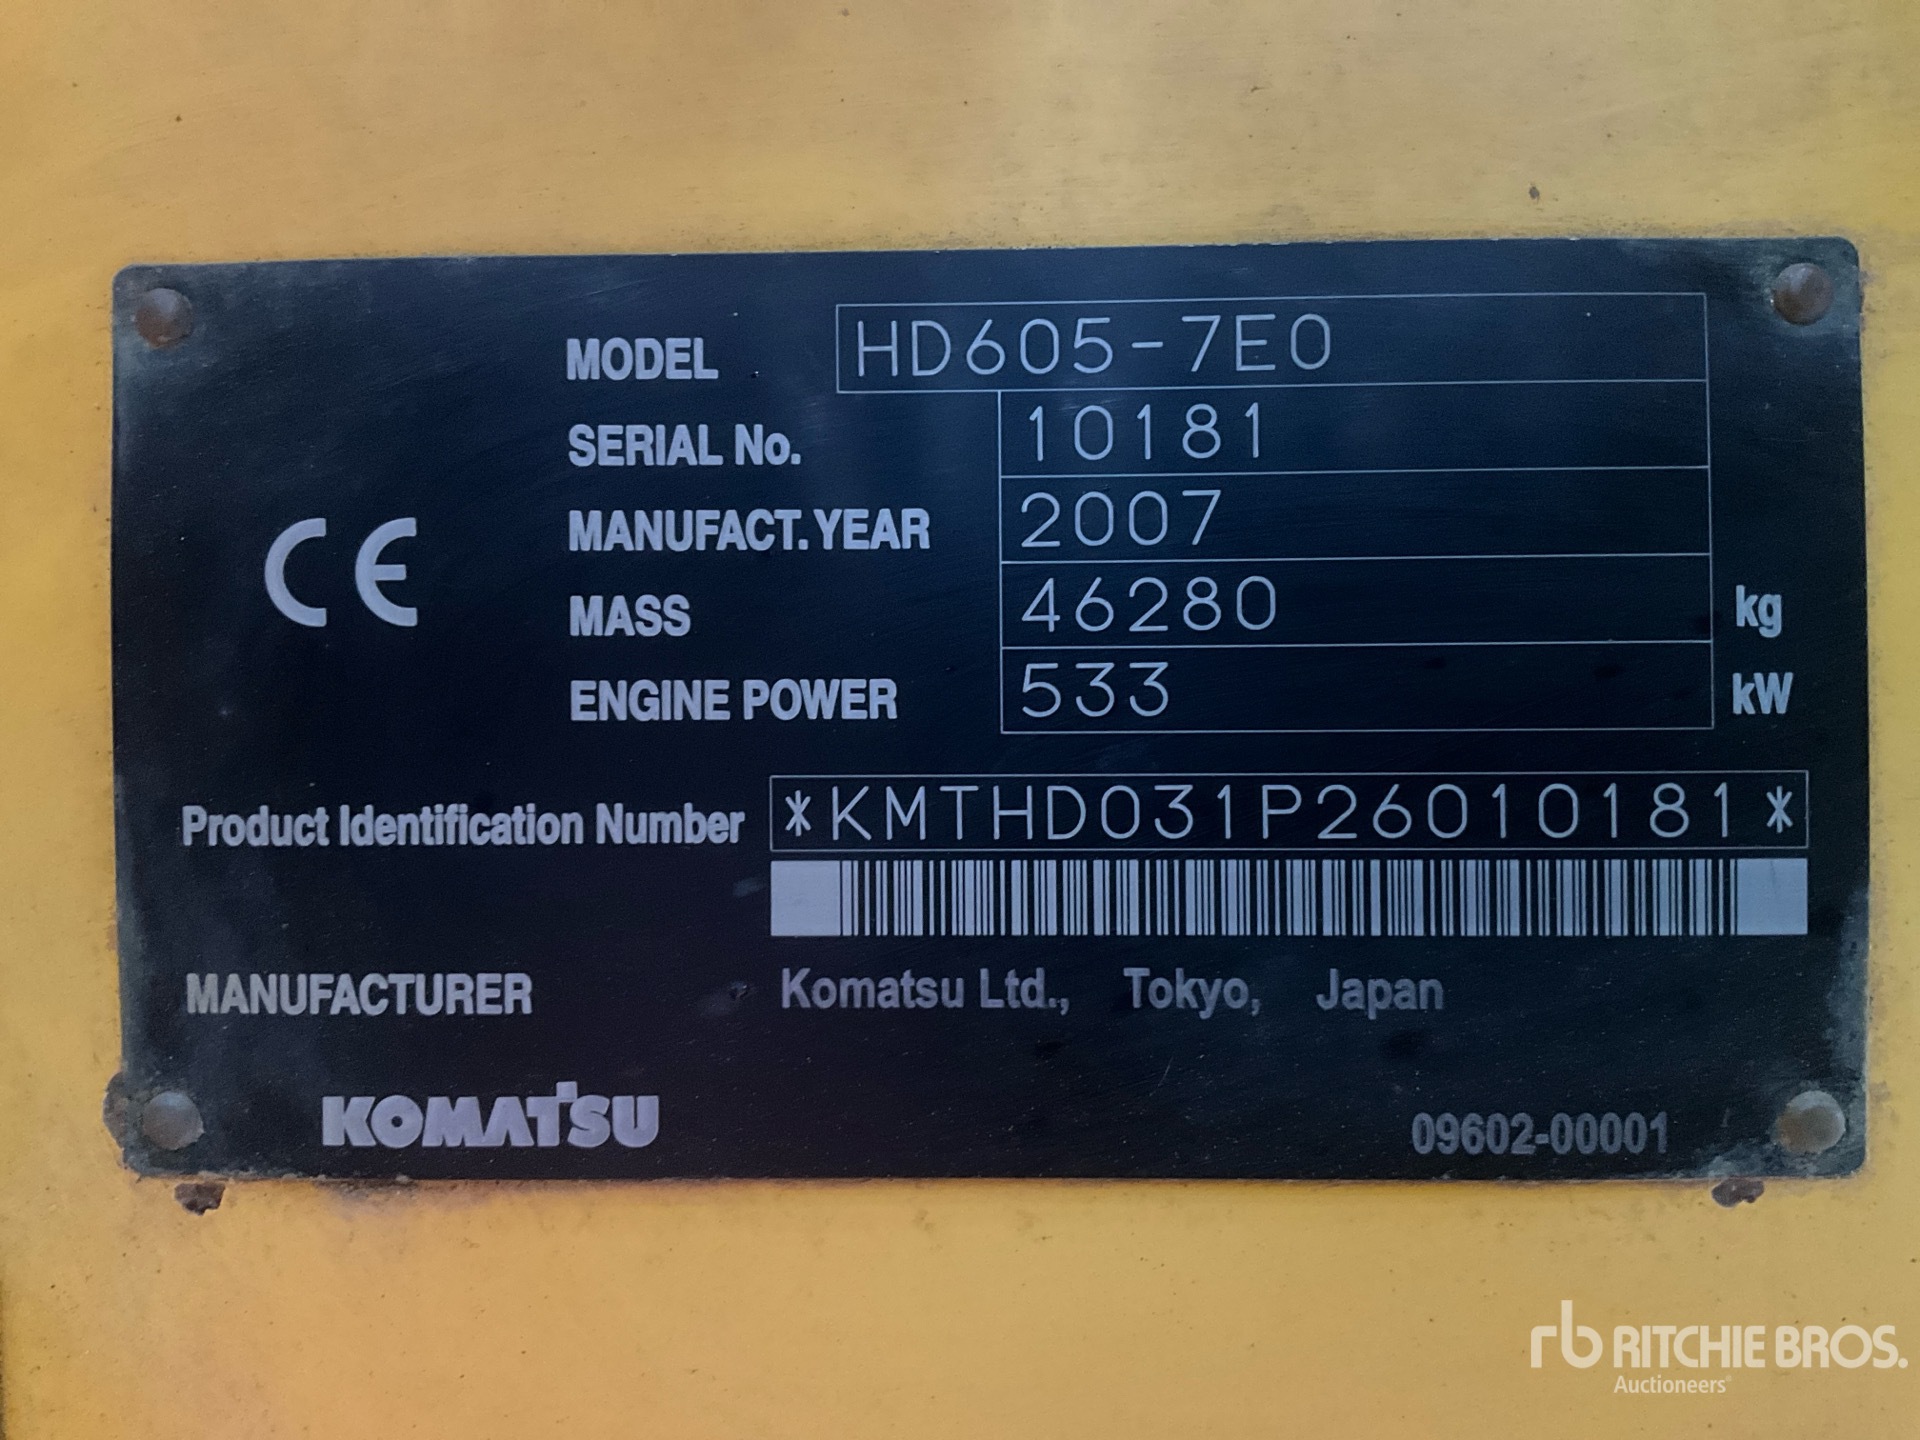 MODEL HD605-7E0
SERIAL No. 10181
MANUFACT. YEAR 2007
MASS 46280 kg
ENGINE POWER 533 kW
CE
Product Identification Number *KMTHD031P26010181*
MANUFACTURER Komatsu Ltd., Tokyo, Japan
KOMATSU 09602-00001
rb RITCHIE BROS.
Auctioneers